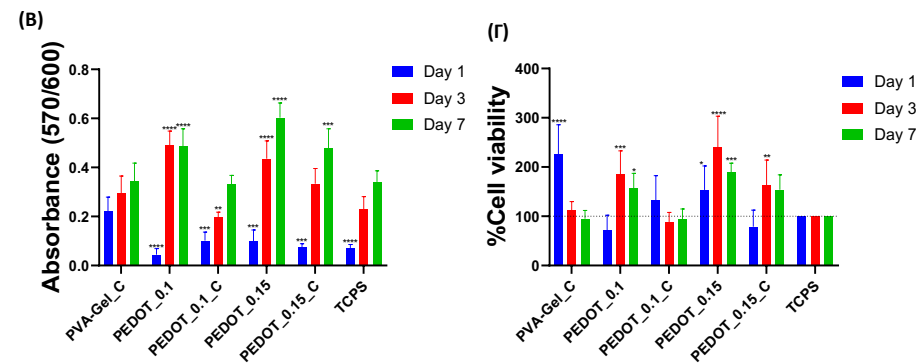 (Β)
Absorbance (570/600)
0.8
0.6
0.4
0.2
0.0
****
****
****
***
**
***
****
***
***
****
PVA-Gel_C
PEDOT_0.1
PEDOT_0.1_C
PEDOT_0.15
PEDOT_0.15_C
TCPS
Day 1
Day 3
Day 7
(Γ)
%Cell viability
400
300
200
100
0
****
***
*
*
****
***
**
PVA-Gel_C
PEDOT_0.1
PEDOT_0.1_C
PEDOT_0.15
PEDOT_0.15_C
TCPS
Day 1
Day 3
Day 7